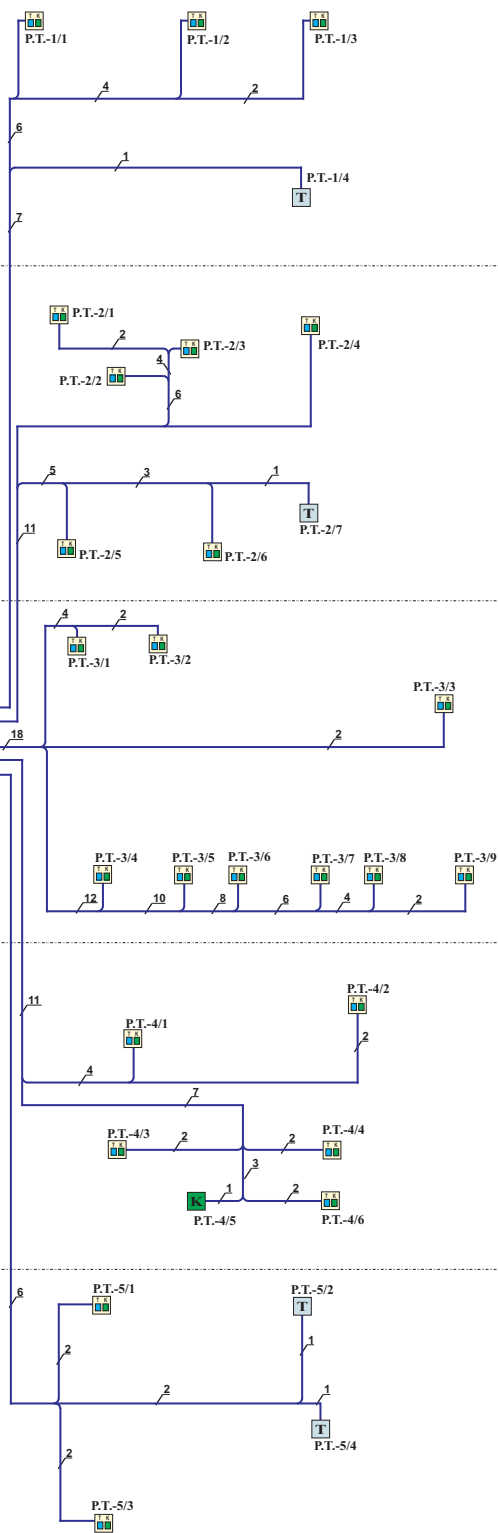 T K T K T K
P.T.-1/1 P.T.-1/2 P.T.-1/3
4 2
6
1
P.T.-1/4
T
7
T K
P.T.-2/1
T K
P.T.-2/4
2
T K
P.T.-2/3
4
T K
P.T.-2/2
6
5 3 1
T
P.T.-2/7
11
T K
P.T.-2/5
T K
P.T.-2/6
4 2
T K
P.T.-3/1
T K
P.T.-3/2
P.T.-3/3
T K
18 2
P.T.-3/4 P.T.-3/5 P.T.-3/6 P.T.-3/7 P.T.-3/8 P.T.-3/9
T K T K T K T K T K T K
12 10 8 6 4 2
11
P.T.-4/2
T K
P.T.-4/1
T K
2
4
7
P.T.-4/3
T K
2 2
P.T.-4/4
T K
3
K
1 2
T K
P.T.-4/5 P.T.-4/6
6
P.T.-5/1
T K
P.T.-5/2
T
2 1
2 1
T
P.T.-5/4
2
P.T.-5/3
T K